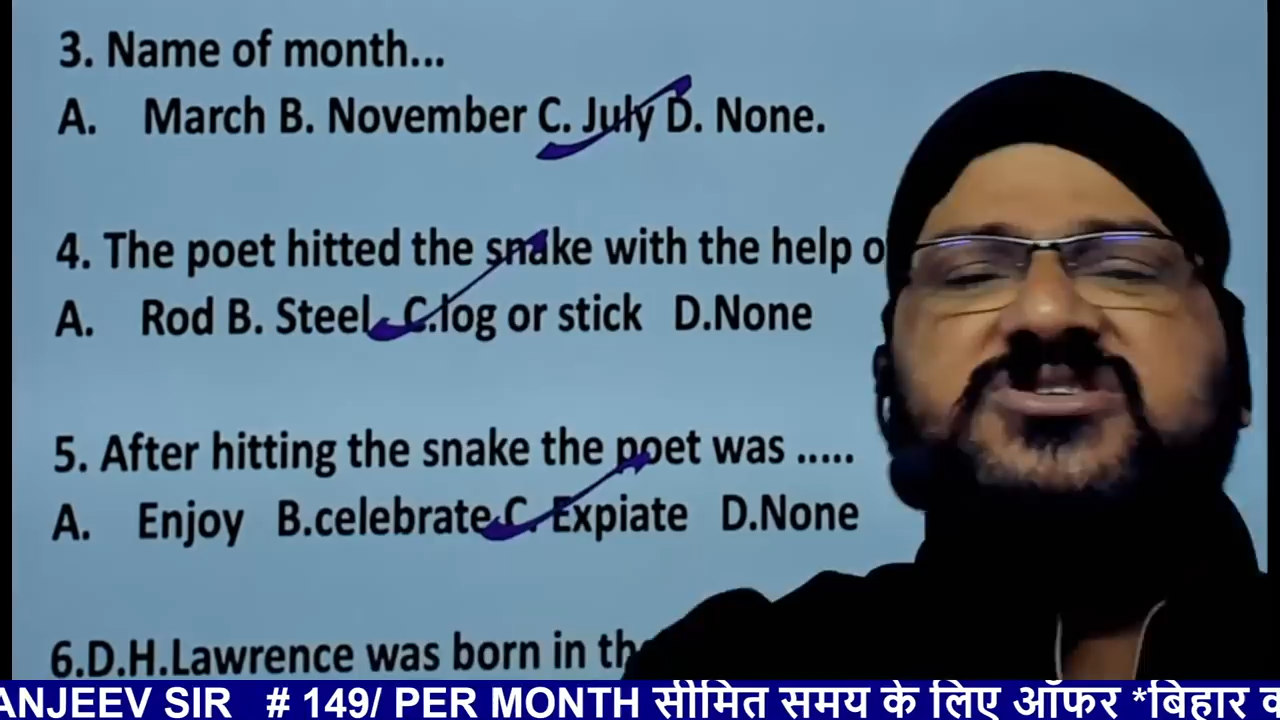 3. Name of month...
A. March B. November C. July D. None.
4. The poet hitted the snake with the help
A. Rod B. Steel C.log or stick D.None
5. After hitting the snake the poet was .....
A. Enjoy B.celebrate C. Expiate D.None
6.D.H.Lawrence was born in
ANJEEV SIR # 149/ PER MONTH सीमित समय के लिए ऑफर *बिहार